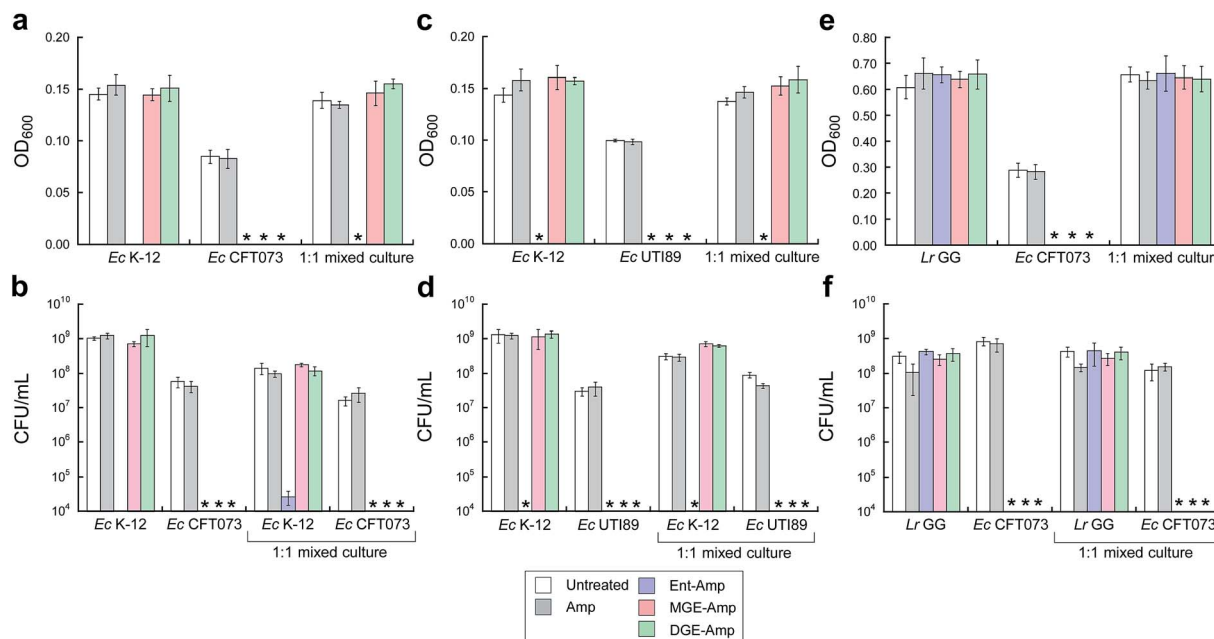 a
0.20
0.15
0.10
0.05
0.00
OD600
* * *
*
Ec K-12
Ec CFT073
1:1 mixed culture
c
0.20
0.15
0.10
0.05
0.00
OD600
*
* * *
*
Ec K-12
Ec UTI89
1:1 mixed culture
e
0.80
0.70
0.60
0.50
0.40
0.30
0.20
0.10
0.00
OD600
* * *
Lr GG
Ec CFT073
1:1 mixed culture
b
10^10
10^9
10^8
10^7
10^6
10^5
10^4
CFU/mL
* * *
* * *
Ec K-12
Ec CFT073
Ec K-12
Ec CFT073
1:1 mixed culture
d
10^10
10^9
10^8
10^7
10^6
10^5
10^4
CFU/mL
*
* * *
*
* * *
Ec K-12
Ec UTI89
Ec K-12
Ec UTI89
1:1 mixed culture
f
10^10
10^9
10^8
10^7
10^6
10^5
10^4
CFU/mL
* * *
* * *
Lr GG
Ec CFT073
Lr GG
Ec CFT073
1:1 mixed culture
Untreated
Amp
Ent-Amp
MGE-Amp
DGE-Amp